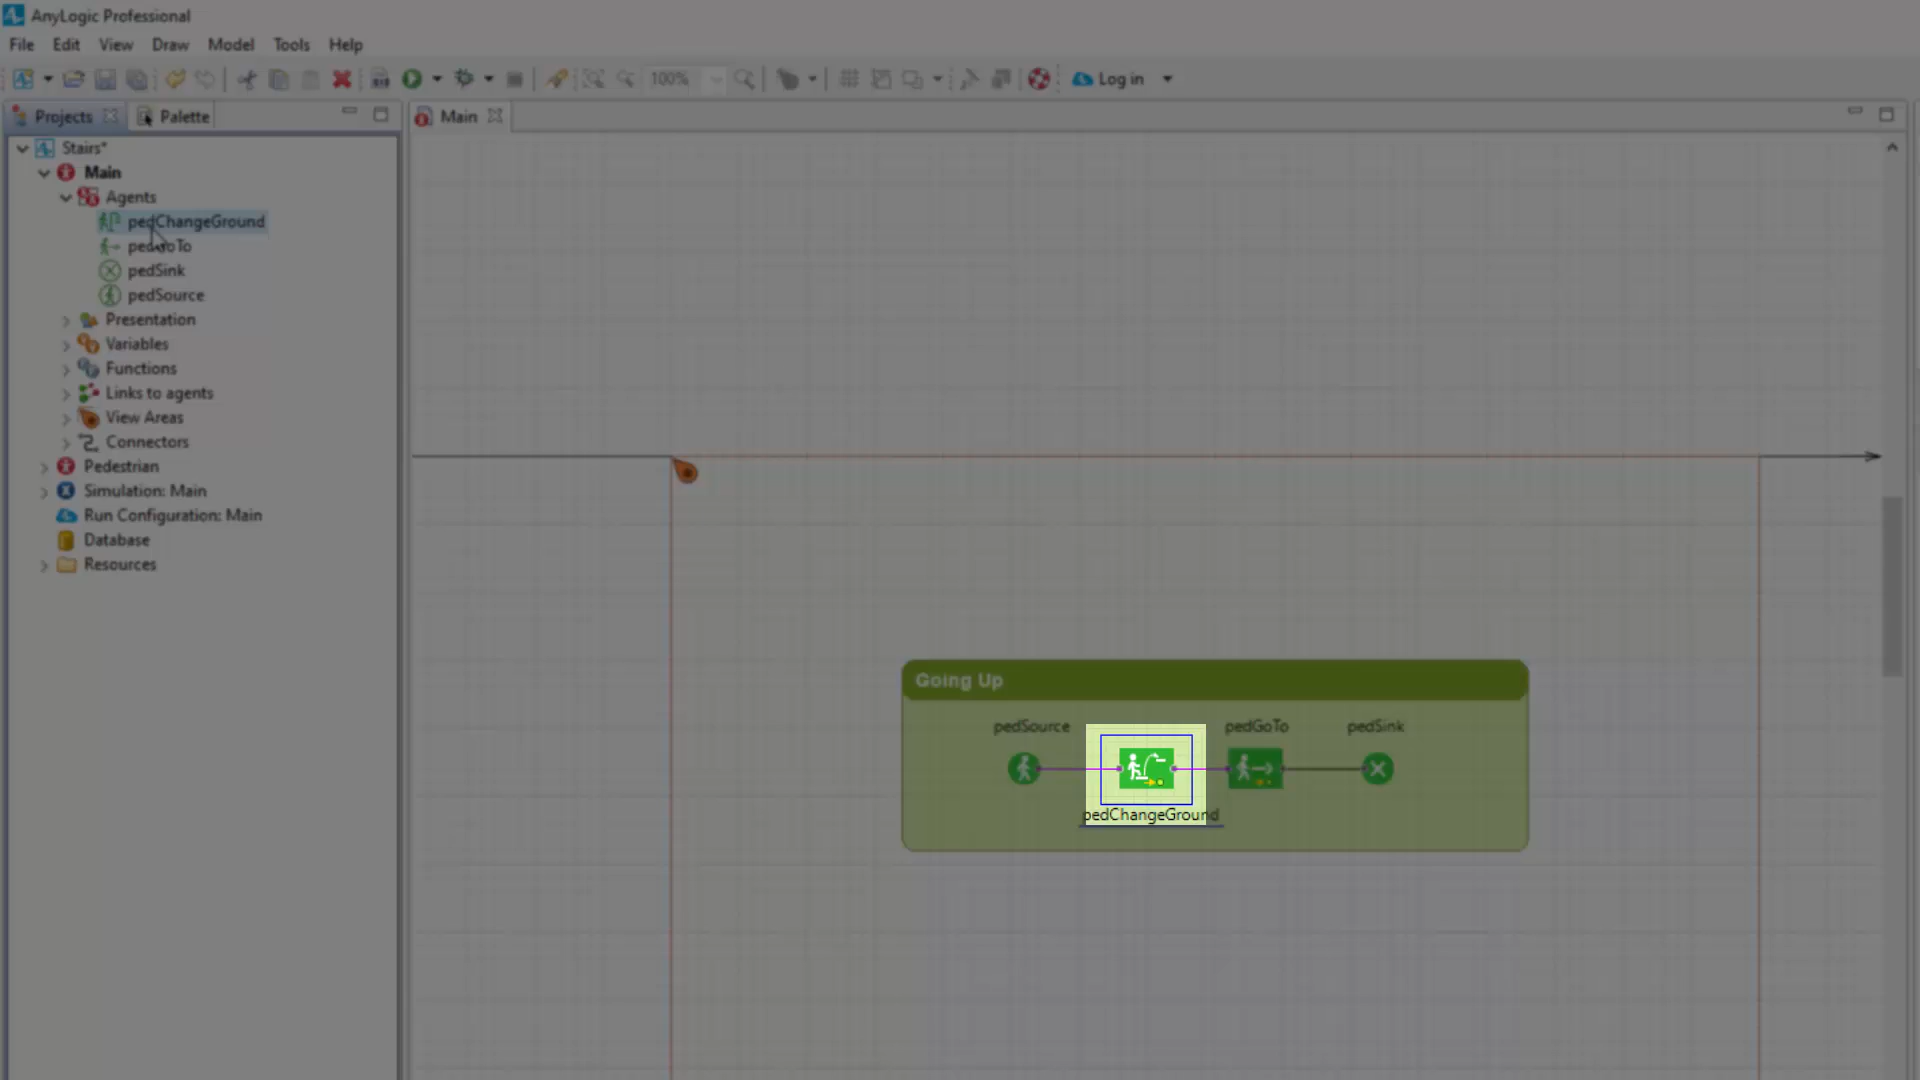 AnyLogic Professional
File Edit View Draw Model Tools Help
100% Log in
Projects Palette Main
Stairs*
Main
Agents
pedChangeGround
pedGoTo
pedSink
pedSource
Presentation
Variables
Functions
Links to agents
View Areas
Connectors
Pedestrian
Simulation: Main
Run Configuration: Main
Database
Resources
Going Up
pedSource pedGoTo pedSink
pedChangeGround